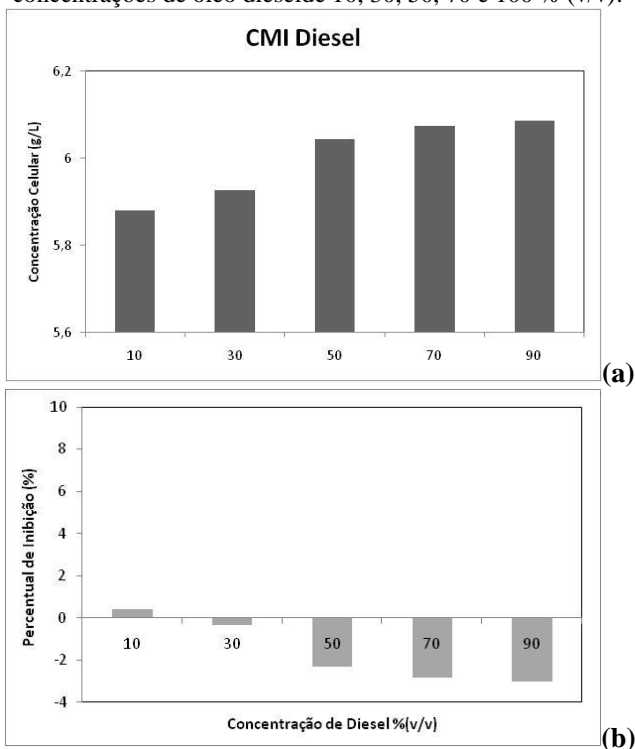 concentrações de óleo dieselde 10, 30, 50, 70 e 100 % (v/v).
CMI Diesel
Concentração Celular (g/L)
6,2
6
5,8
5,6
10 30 50 70 90
(a)
Percentual de Inibição (%)
10
8
6
4
2
0
-2
-4
10 30 50 70 90
Concentração de Diesel %(v/v)
(b)